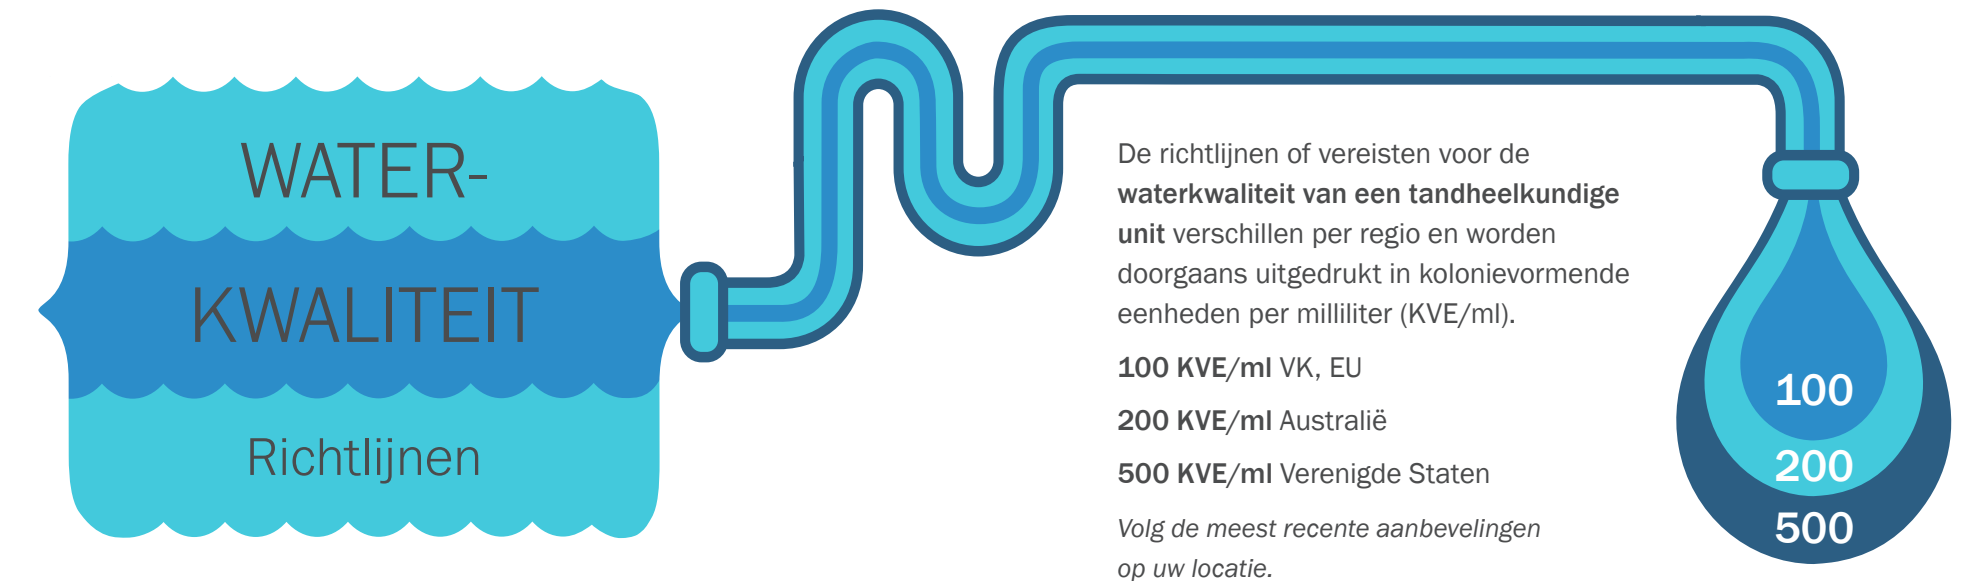 WATER-
KWALITEIT
Richtlijnen
De richtlijnen of vereisten voor de
waterkwaliteit van een tandheelkundige
unit verschillen per regio en worden
doorgaans uitgedrukt in kolonievormende
eenheden per milliliter (KVE/ml).
100 KVE/ml VK, EU
200 KVE/ml Australië
500 KVE/ml Verenigde Staten
Volg de meest recente aanbevelingen
op uw locatie.
100
200
500